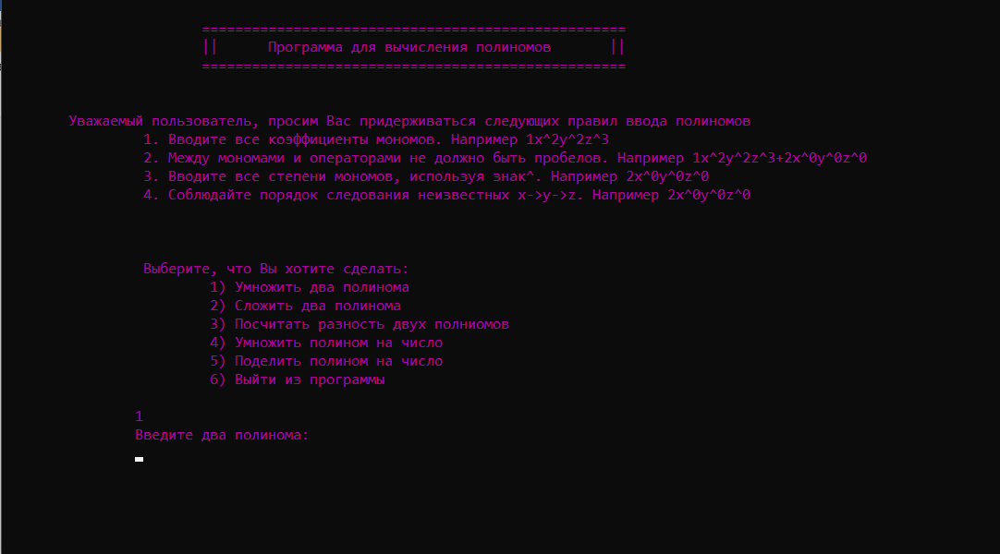 ===================================================
||      Программа для вычисления полиномов       ||
===================================================
Уважаемый пользователь, просим Вас придерживаться следующих правил ввода полиномов
1. Вводите все коэффициенты мономов. Например 1x^2y^2z^3
2. Между мономами и операторами не должно быть пробелов. Например 1x^2y^2z^3+2x^0y^0z^0
3. Вводите все степени мономов, используя знак^. Например 2x^0y^0z^0
4. Соблюдайте порядок следования неизвестных x->y->z. Например 2x^0y^0z^0
Выберите, что Вы хотите сделать:
1) Умножить два полинома
2) Сложить два полинома
3) Посчитать разность двух полниомов
4) Умножить полином на число
5) Поделить полином на число
6) Выйти из программы
1
Введите два полинома: